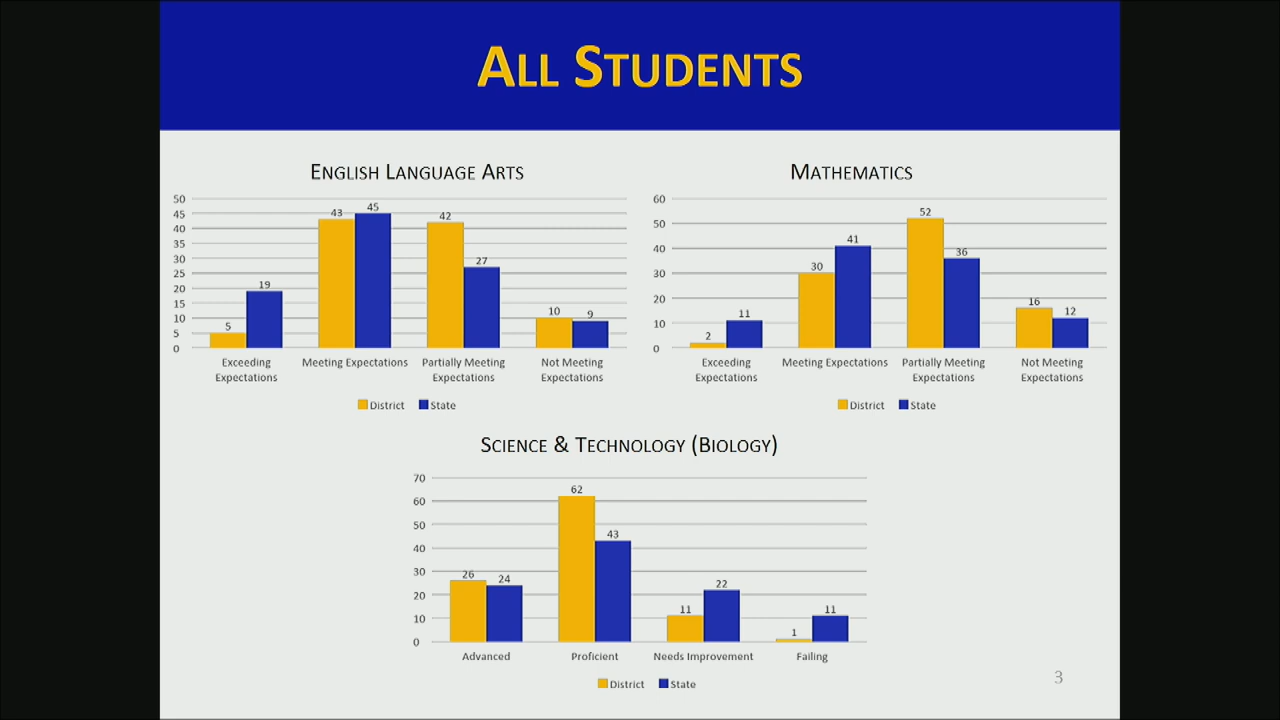 ALL STUDENTS
ENGLISH LANGUAGE ARTS
50
45
40
35
30
25
20
15
10
5
0
5
19
43
45
42
27
10
9
Exceeding Expectations
Meeting Expectations
Partially Meeting Expectations
Not Meeting Expectations
District State
MATHEMATICS
60
50
40
30
20
10
0
2
11
30
41
52
36
16
12
Exceeding Expectations
Meeting Expectations
Partially Meeting Expectations
Not Meeting Expectations
District State
SCIENCE & TECHNOLOGY (BIOLOGY)
70
60
50
40
30
20
10
0
26
24
62
43
11
22
1
11
Advanced
Proficient
Needs Improvement
Failing
District State
3